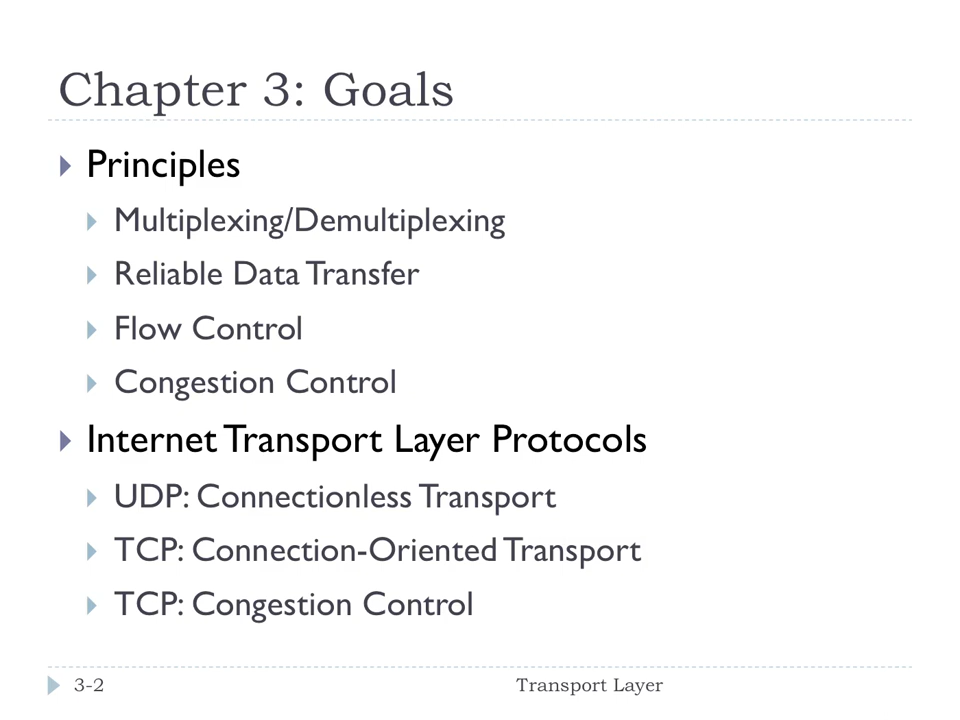 Chapter 3: Goals
Principles
Multiplexing/Demultiplexing
Reliable Data Transfer
Flow Control
Congestion Control
Internet Transport Layer Protocols
UDP: Connectionless Transport
TCP: Connection-Oriented Transport
TCP: Congestion Control
3-2 Transport Layer